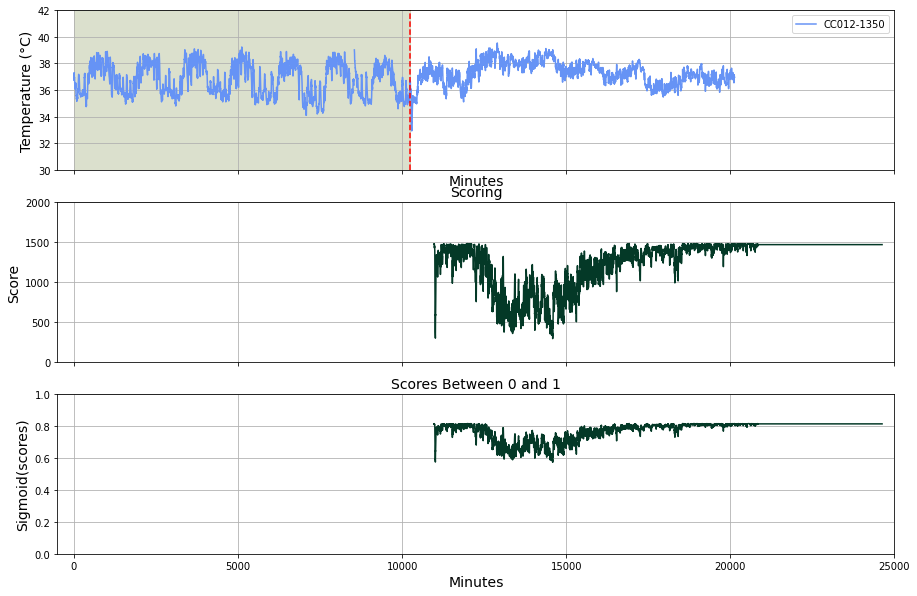 42
40
38
36
34
32
30
Temperature (°C)
CC012-1350
Minutes
Scoring
2000
1500
1000
500
0
Score
Scores Between 0 and 1
1.0
0.8
0.6
0.4
0.2
0.0
Sigmoid(scores)
0 5000 10000 15000 20000 25000
Minutes